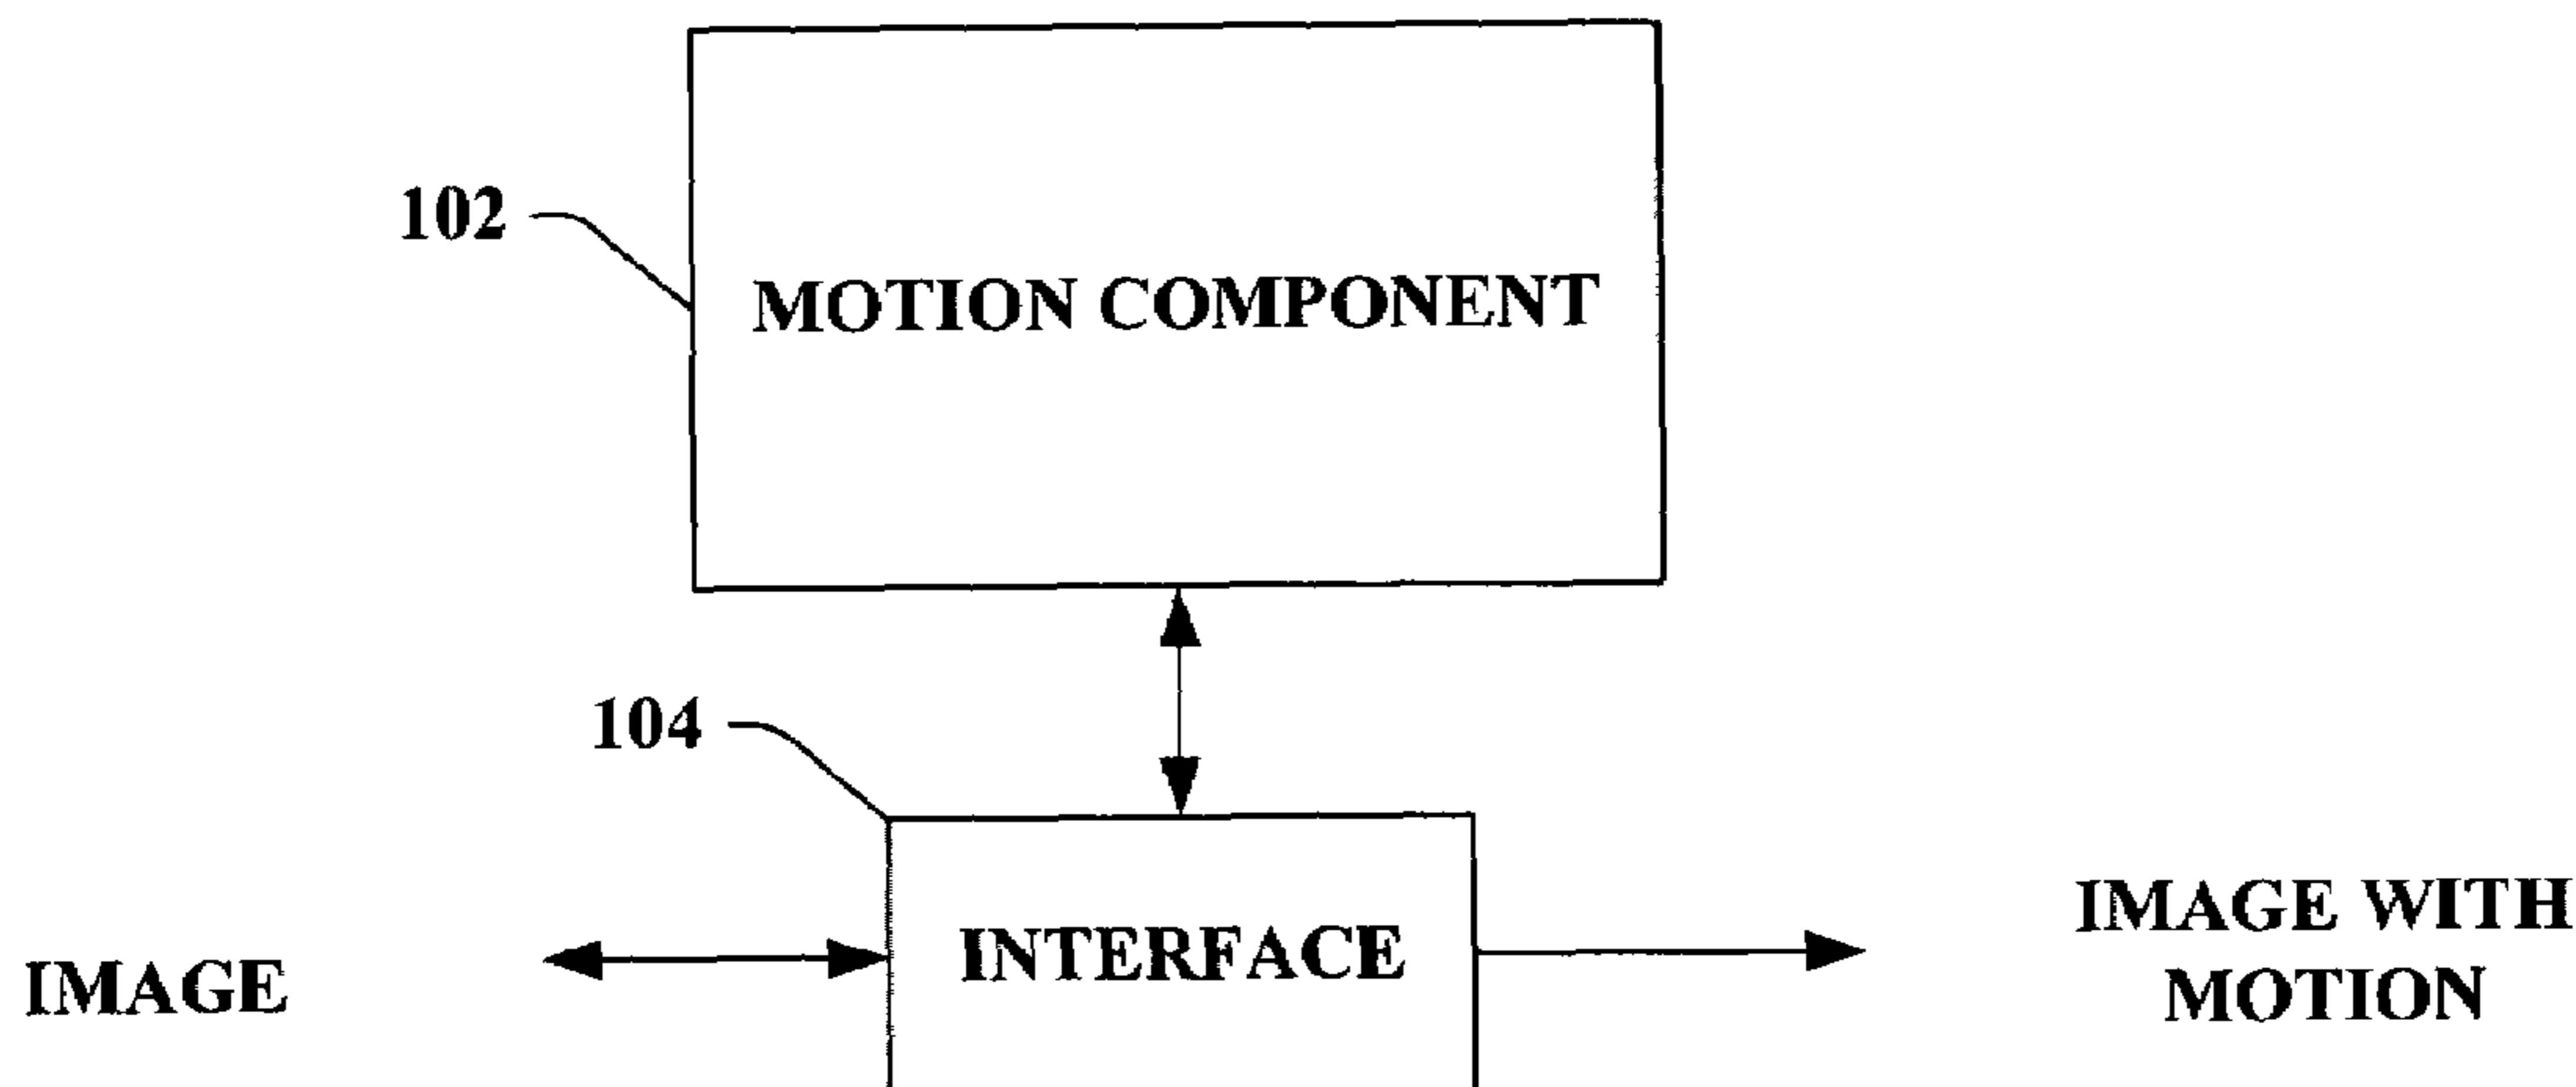 102
MOTION COMPONENT
104
IMAGE
INTERFACE
IMAGE WITH
MOTION